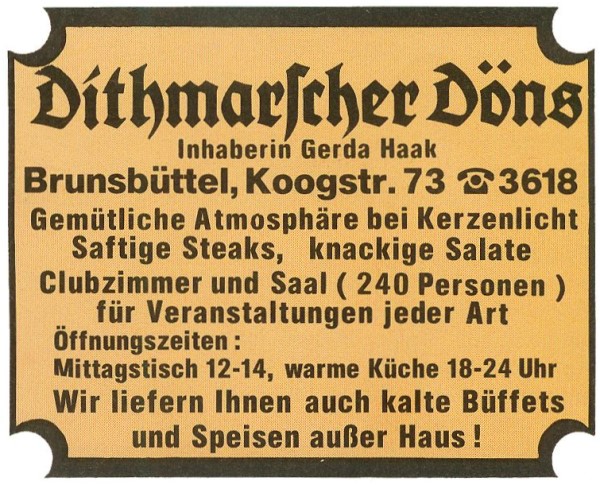 Dithmarscher Döns
Inhaberin Gerda Haak
Brunsbüttel, Koogstr. 73 ☎ 3618
Gemütliche Atmosphäre bei Kerzenlicht
Saftige Steaks, knackige Salate
Clubzimmer und Saal ( 240 Personen )
für Veranstaltungen jeder Art
Öffnungszeiten :
Mittagstisch 12-14, warme Küche 18-24 Uhr
Wir liefern Ihnen auch kalte Büffets
und Speisen außer Haus !